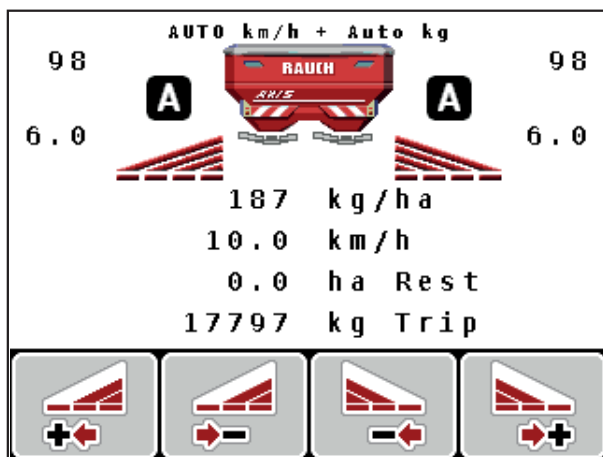 AUTO km/h + Auto kg
98 98
RAUCH
AXIS
A A
6.0 6.0
187 kg/ha
10.0 km/h
0.0 ha Rest
17797 kg Trip